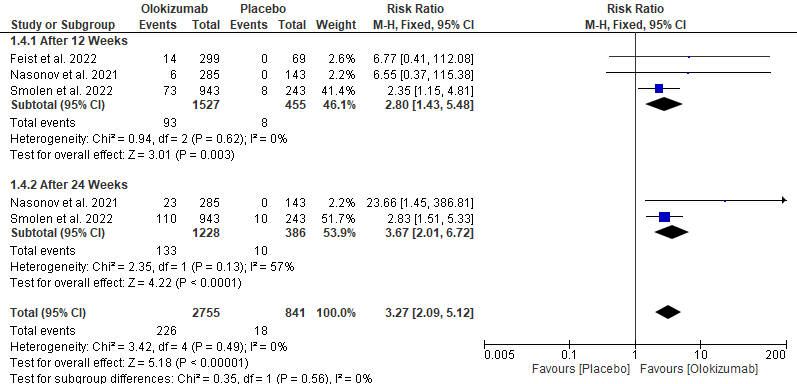 Olokizumab Placebo Risk Ratio Risk Ratio
Study or Subgroup Events Total Events Total Weight M-H, Fixed, 95% CI M-H, Fixed, 95% CI
1.4.1 After 12 Weeks
Feist et al. 2022 14 299 0 69 2.6% 6.77 [0.41, 112.08]
Nasonov et al. 2021 6 285 0 143 2.2% 6.55 [0.37, 115.38]
Smolen et al. 2022 73 943 8 243 41.4% 2.35 [1.15, 4.81]
Subtotal (95% CI) 1527 455 46.1% 2.80 [1.43, 5.48]
Total events 93 8
Heterogeneity: Chi² = 0.94, df = 2 (P = 0.62); I² = 0%
Test for overall effect: Z = 3.01 (P = 0.003)
1.4.2 After 24 Weeks
Nasonov et al. 2021 23 285 0 143 2.2% 23.66 [1.45, 386.81]
Smolen et al. 2022 110 943 10 243 51.7% 2.83 [1.51, 5.33]
Subtotal (95% CI) 1228 386 53.9% 3.67 [2.01, 6.72]
Total events 133 10
Heterogeneity: Chi² = 2.35, df = 1 (P = 0.13); I² = 57%
Test for overall effect: Z = 4.22 (P < 0.0001)
Total (95% CI) 2755 841 100.0% 3.27 [2.09, 5.12]
Total events 226 18
Heterogeneity: Chi² = 3.42, df = 4 (P = 0.49); I² = 0%
Test for overall effect: Z = 5.18 (P < 0.00001)
Test for subgroup differences: Chi² = 0.35, df = 1 (P = 0.56), I² = 0%
0.005 0.1 1 10 200
Favours [Placebo] Favours [Olokizumab]